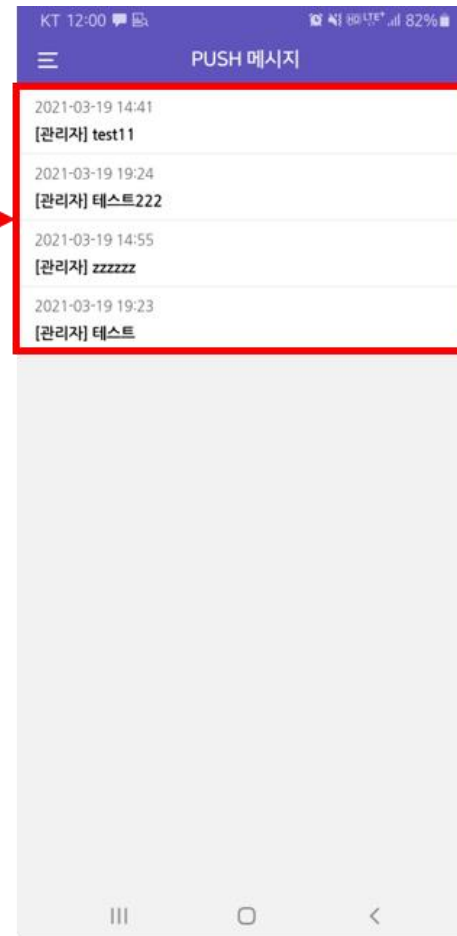 KT 12:00 82%
PUSH 메시지
2021-03-19 14:41
[관리자] test11
2021-03-19 19:24
[관리자] 테스트222
2021-03-19 14:55
[관리자] zzzzzz
2021-03-19 19:23
[관리자] 테스트